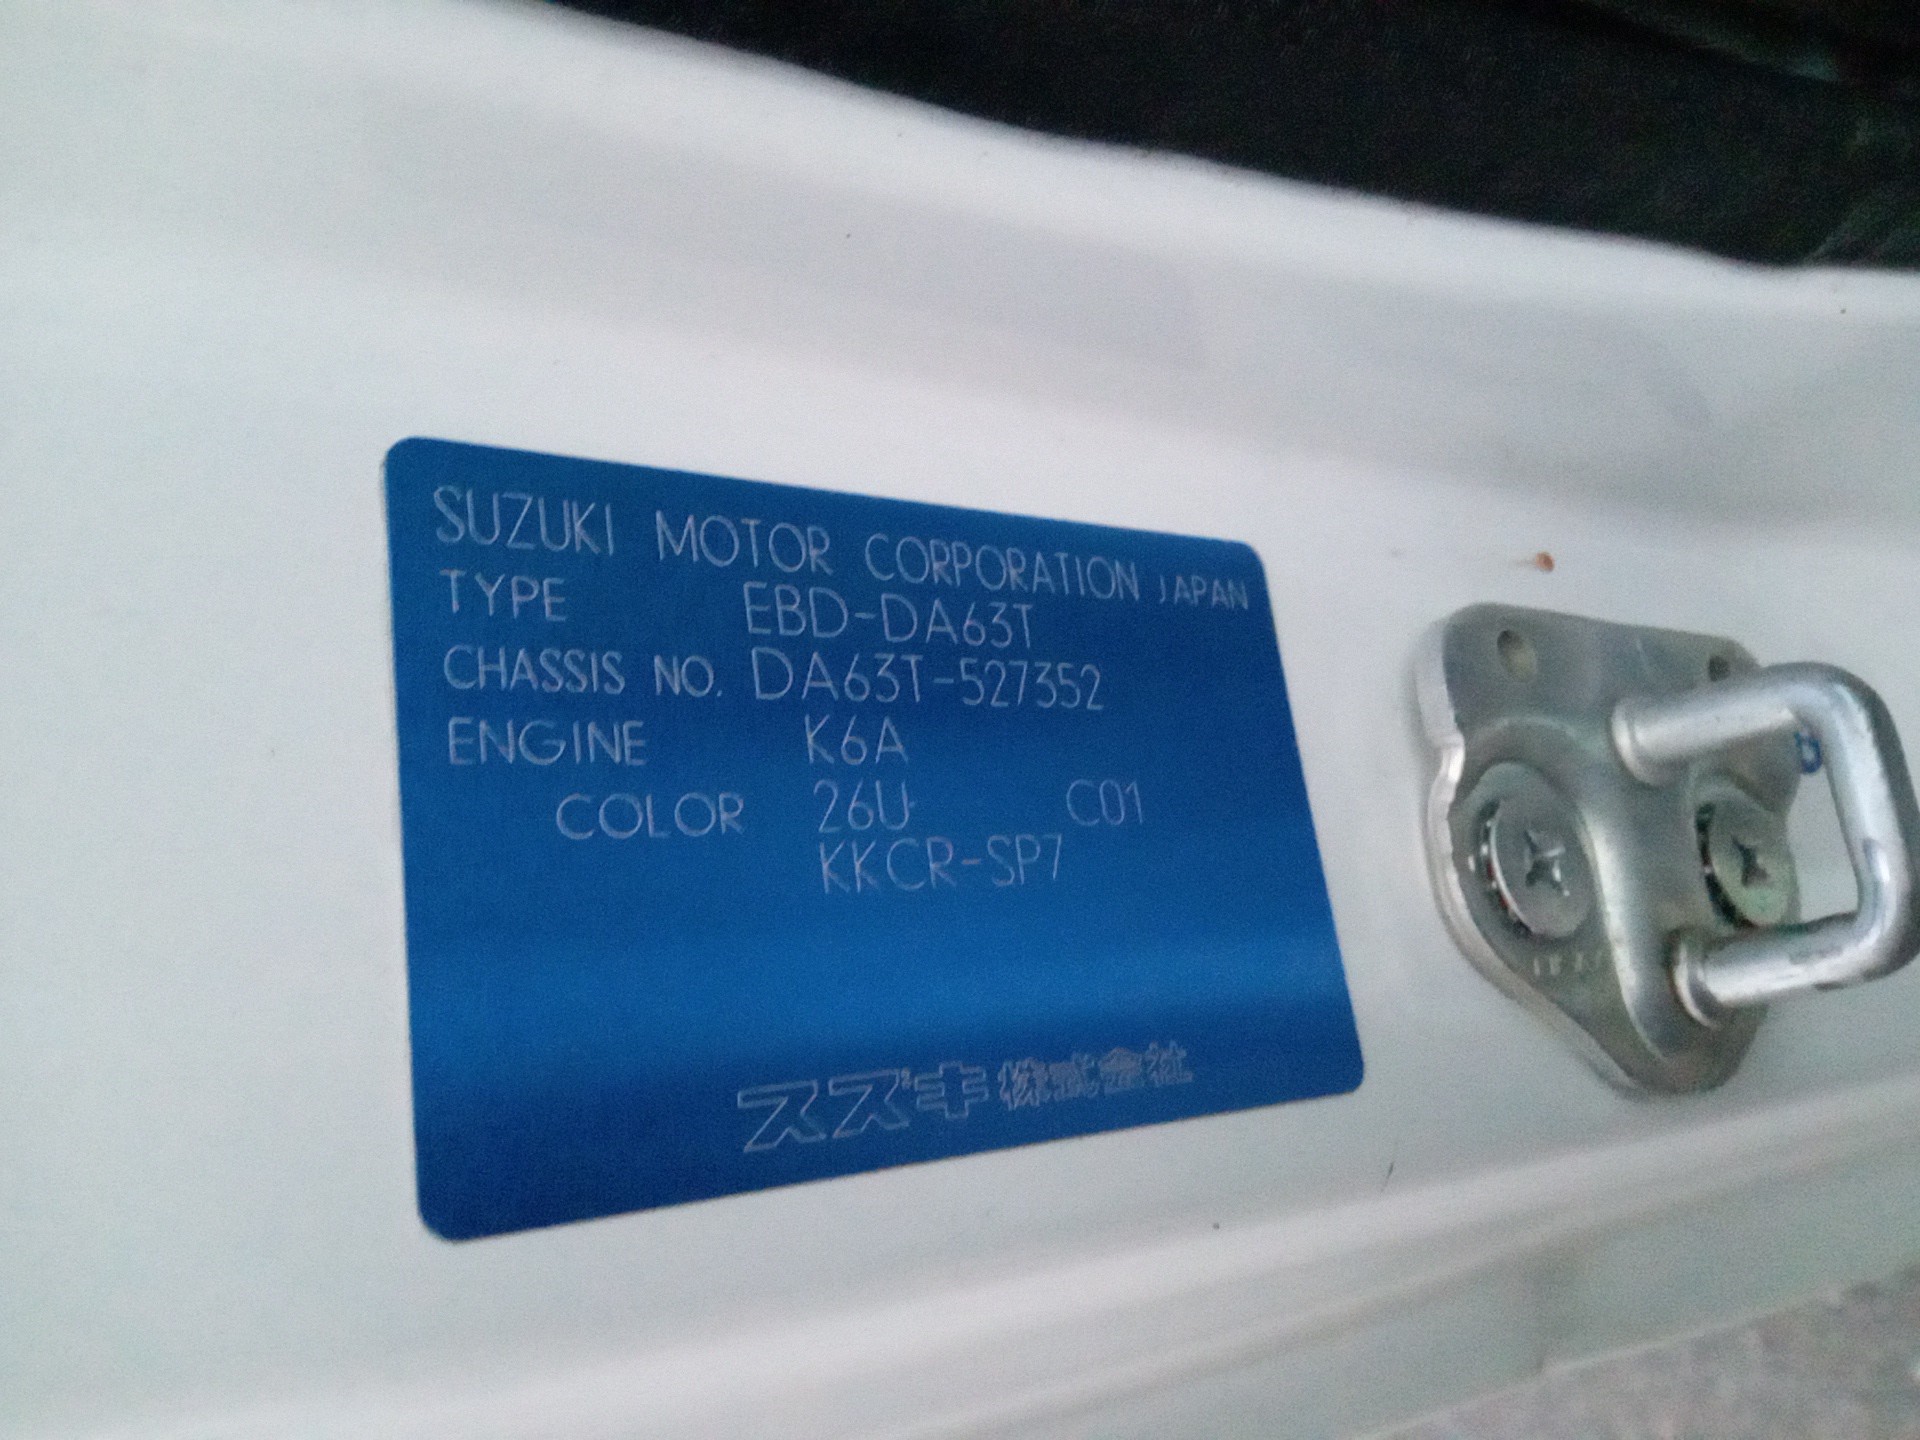 SUZUKI MOTOR CORPORATION JAPAN
TYPE EBD-DA63T
CHASSIS NO. DA63T-527352
ENGINE K6A
COLOR 26U C01
KKCR-SP7
スズキ株式会社